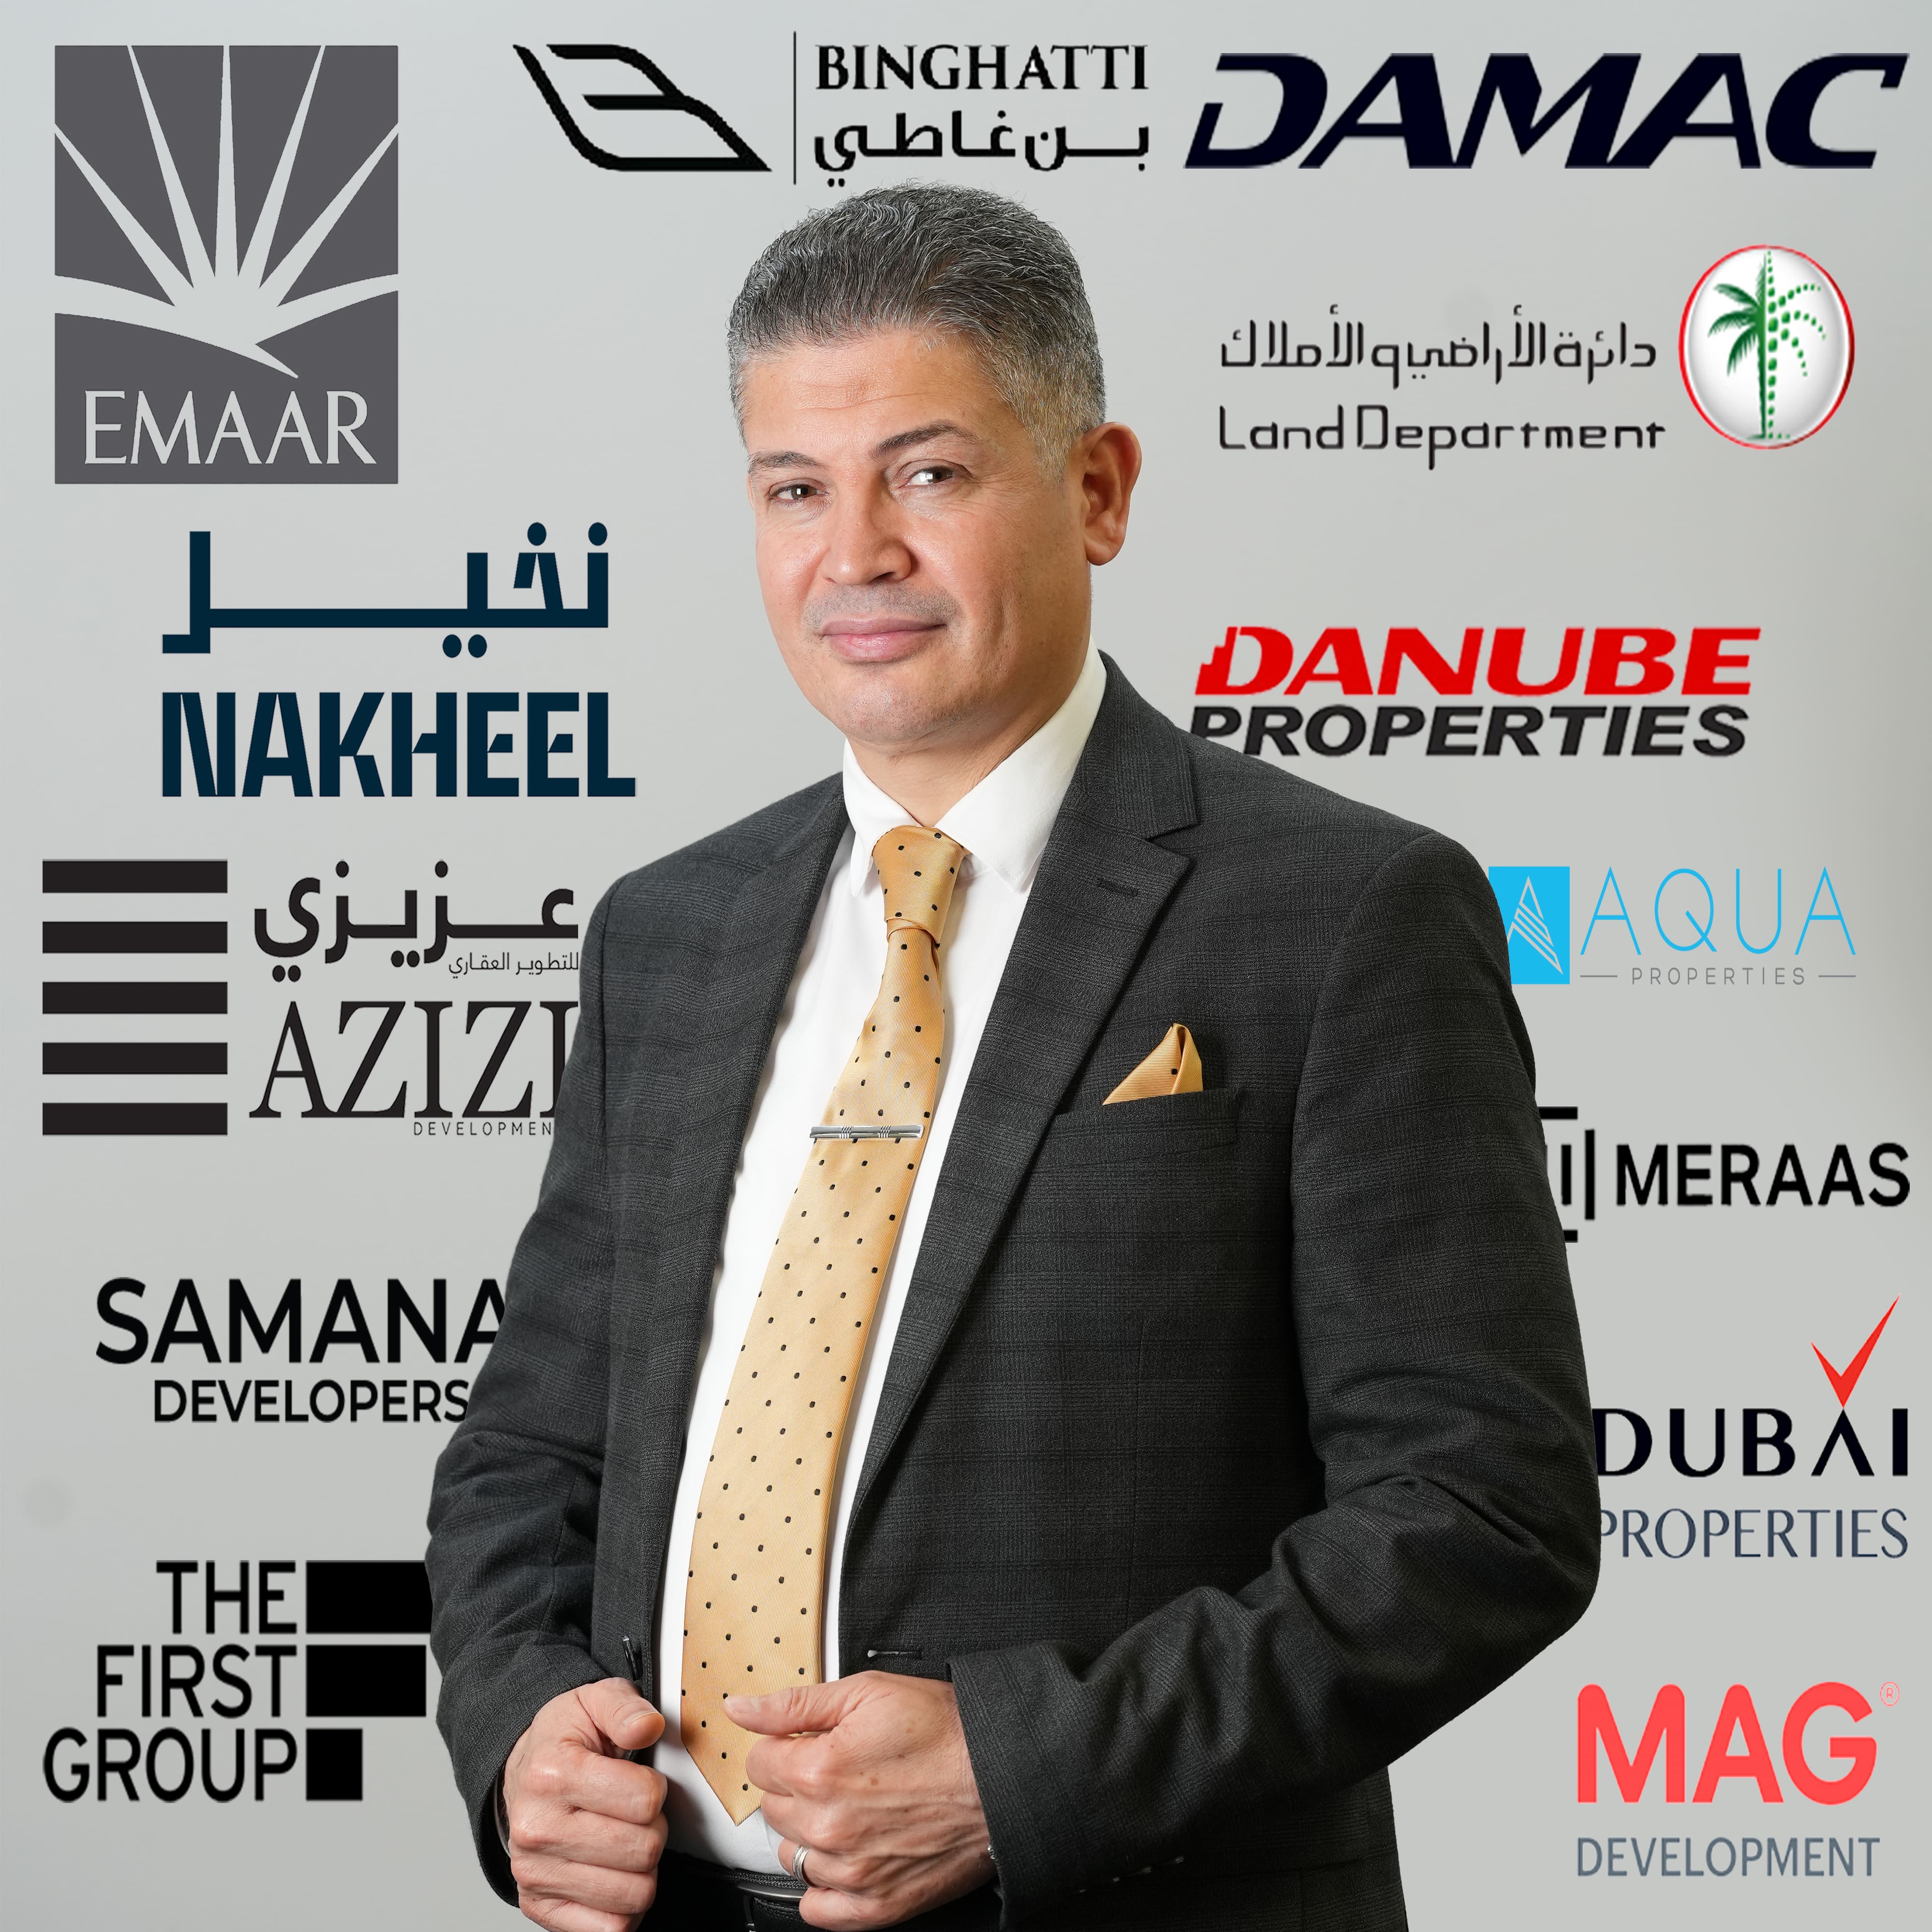 EMAAR
BINGHATTI
بن غاطي
DAMAC
دائرة الأراضي والأملاك
Land Department
نخيل
NAKHEEL
DANUBE
PROPERTIES
عزيزي
للتطوير العقاري
AZIZI
DEVELOPMEN
AQUA
PROPERTIES
MERAAS
SAMANA
DEVELOPERS
DUBAI
PROPERTIES
THE
FIRST
GROUP
MAG®
DEVELOPMENT